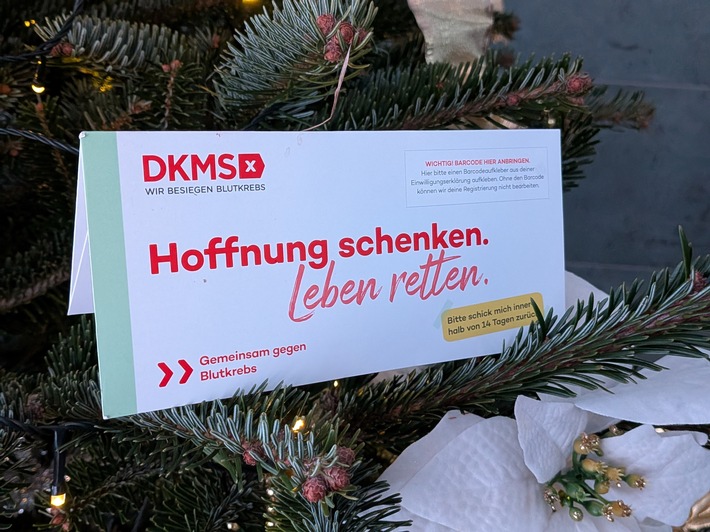 DKMS x
WIR BESIEGEN BLUTKREBS
WICHTIG! BARCODE HIER ANBRINGEN.
Hier bitte einen Barcodeaufkleber aus deiner
Einwilligungserklärung aufkleben. Ohne den Barcode
können wir deine Registrierung nicht bearbeiten.
Hoffnung schenken.
Leben retten.
Bitte schick mich inner
halb von 14 Tagen zurück
Gemeinsam gegen
Blutkrebs